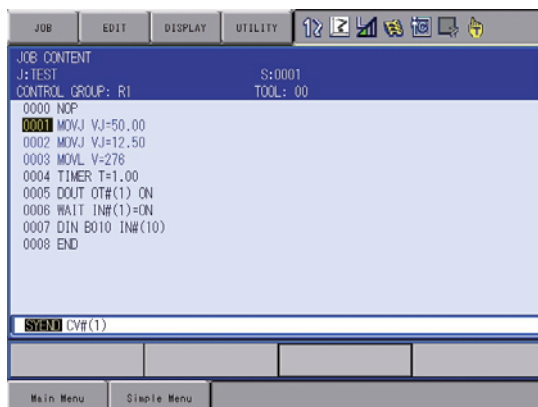 JOB EDIT DISPLAY UTILITY
JOB CONTENT
J:TEST S:0001
CONTROL GROUP: R1 TOOL: 00
0000 NOP
0001 MOVJ VJ=50.00
0002 MOVJ VJ=12.50
0003 MOVL V=276
0004 TIMER T=1.00
0005 DOUT OT#(1) ON
0006 WAIT IN#(1)=ON
0007 DIN B010 IN#(10)
0008 END
SYEND CV#(1)
Main Menu Simple Menu